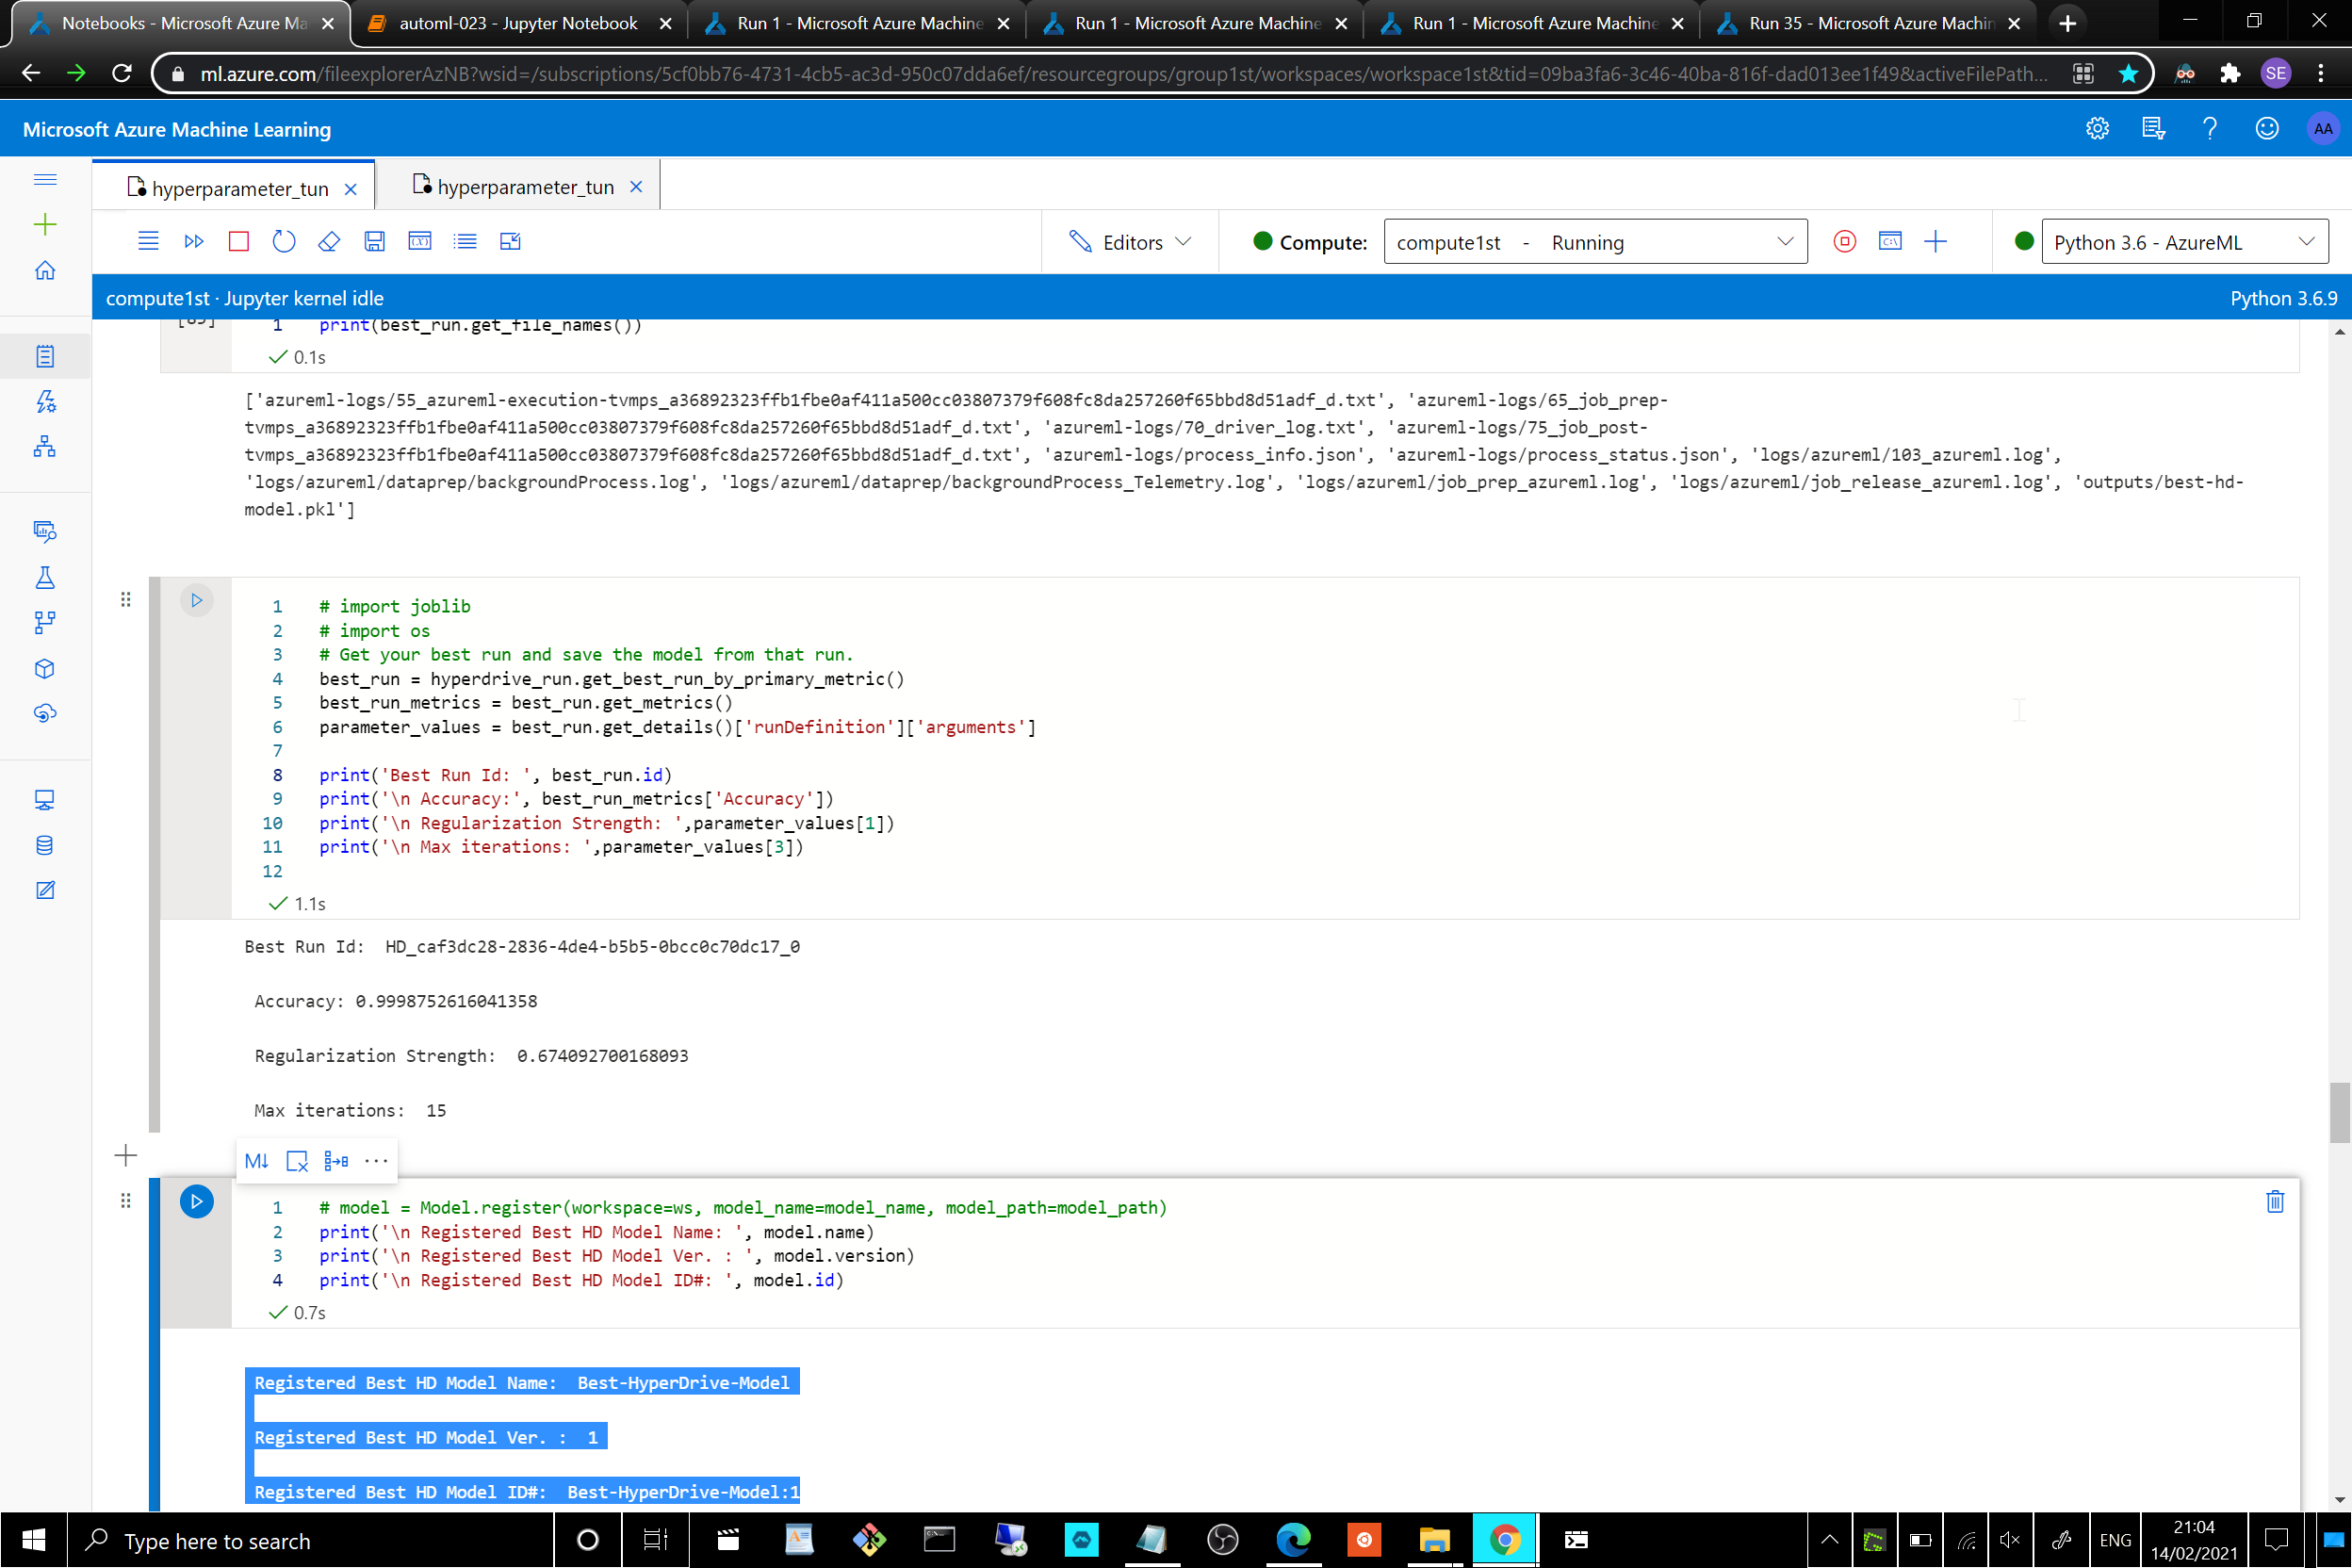 Notebooks - Microsoft Azure Ma
automl-023 - Jupyter Notebook
Run 1 - Microsoft Azure Machine
Run 1 - Microsoft Azure Machine
Run 1 - Microsoft Azure Machine
Run 35 - Microsoft Azure Machin
ml.azure.com/fileexplorerAzNB?wsid=/subscriptions/5cf0bb76-4731-4cb5-ac3d-950c07dda6ef/resourcegroups/group1st/workspaces/workspace1st&tid=09ba3fa6-3c46-40ba-816f-dad013ee1f49&activeFilePath...
SE
Microsoft Azure Machine Learning
AA
hyperparameter_tun
hyperparameter_tun
Editors
Compute:
compute1st - Running
Python 3.6 - AzureML
compute1st · Jupyter kernel idle
Python 3.6.9
1 print(best_run.get_file_names())
0.1s
['azureml-logs/55_azureml-execution-tvmps_a36892323ffb1fbe0af411a500cc03807379f608fc8da257260f65bbd8d51adf_d.txt', 'azureml-logs/65_job_prep-
tvmps_a36892323ffb1fbe0af411a500cc03807379f608fc8da257260f65bbd8d51adf_d.txt', 'azureml-logs/70_driver_log.txt', 'azureml-logs/75_job_post-
tvmps_a36892323ffb1fbe0af411a500cc03807379f608fc8da257260f65bbd8d51adf_d.txt', 'azureml-logs/process_info.json', 'azureml-logs/process_status.json', 'logs/azureml/103_azureml.log',
'logs/azureml/dataprep/backgroundProcess.log', 'logs/azureml/dataprep/backgroundProcess_Telemetry.log', 'logs/azureml/job_prep_azureml.log', 'logs/azureml/job_release_azureml.log', 'outputs/best-hd-
model.pkl']
1 # import joblib
2 # import os
3 # Get your best run and save the model from that run.
4 best_run = hyperdrive_run.get_best_run_by_primary_metric()
5 best_run_metrics = best_run.get_metrics()
6 parameter_values = best_run.get_details()['runDefinition']['arguments']
7
8 print('Best Run Id: ', best_run.id)
9 print('\n Accuracy:', best_run_metrics['Accuracy'])
10 print('\n Regularization Strength: ',parameter_values[1])
11 print('\n Max iterations: ',parameter_values[3])
12
1.1s
Best Run Id:  HD_caf3dc28-2836-4de4-b5b5-0bcc0c70dc17_0
Accuracy: 0.9998752616041358
Regularization Strength:  0.674092700168093
Max iterations:  15
M↓
1 # model = Model.register(workspace=ws, model_name=model_name, model_path=model_path)
2 print('\n Registered Best HD Model Name: ', model.name)
3 print('\n Registered Best HD Model Ver. : ', model.version)
4 print('\n Registered Best HD Model ID#: ', model.id)
0.7s
Registered Best HD Model Name:  Best-HyperDrive-Model
Registered Best HD Model Ver. :  1
Registered Best HD Model ID#:  Best-HyperDrive-Model:1
Type here to search
ENG
21:04
14/02/2021